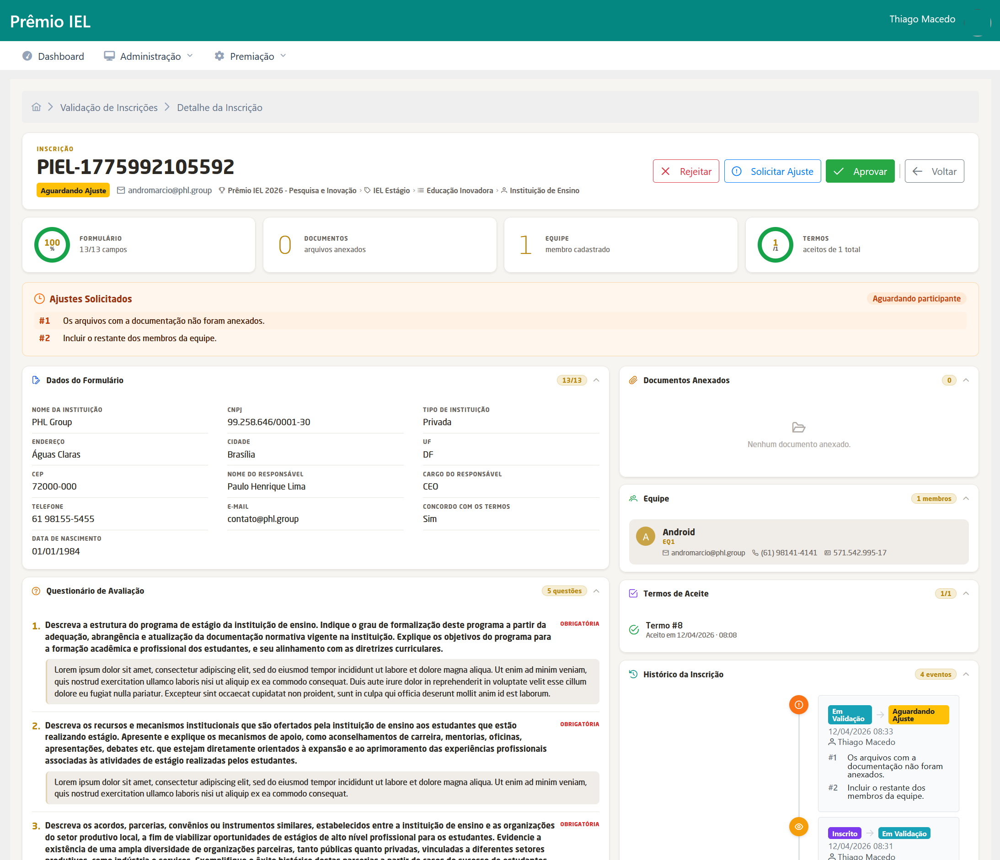 Prêmio IEL
Thiago Macedo
Dashboard
Administração
Premiação
Validação de Inscrições
Detalhe da Inscrição
INSCRIÇÃO
PIEL-1775992105592
Aguardando Ajuste
andromarcio@phl.group
Prêmio IEL 2026 - Pesquisa e Inovação › IEL Estágio › Educação Inovadora › Instituição de Ensino
Rejeitar
Solicitar Ajuste
Aprovar
Voltar
100
%
FORMULÁRIO
13/13 campos
0
DOCUMENTOS
arquivos anexados
1
EQUIPE
membro cadastrado
1
/1
TERMOS
aceitos de 1 total
Ajustes Solicitados
Aguardando participante
#1 Os arquivos com a documentação não foram anexados.
#2 Incluir o restante dos membros da equipe.
Dados do Formulário
13/13
NOME DA INSTITUIÇÃO
PHL Group
CNPJ
99.258.646/0001-30
TIPO DE INSTITUIÇÃO
Privada
ENDEREÇO
Águas Claras
CIDADE
Brasília
UF
DF
CEP
72000-000
NOME DO RESPONSÁVEL
Paulo Henrique Lima
CARGO DO RESPONSÁVEL
CEO
TELEFONE
61 98155-5455
E-MAIL
contato@phl.group
CONCORDO COM OS TERMOS
Sim
DATA DE NASCIMENTO
01/01/1984
Questionário de Avaliação
5 questões
1. Descreva a estrutura do programa de estágio da instituição de ensino. Indique o grau de formalização deste programa a partir da
adequação, abrangência e atualização da documentação normativa vigente na instituição. Explique os objetivos do programa para
a formação acadêmica e profissional dos estudantes, e seu alinhamento com as diretrizes curriculares.
OBRIGATÓRIA
Lorem ipsum dolor sit amet, consectetur adipiscing elit, sed do eiusmod tempor incididunt ut labore et dolore magna aliqua. Ut enim ad minim veniam,
quis nostrud exercitation ullamco laboris nisi ut aliquip ex ea commodo consequat. Duis aute irure dolor in reprehenderit in voluptate velit esse cillum
dolore eu fugiat nulla pariatur. Excepteur sint occaecat cupidatat non proident, sunt in culpa qui officia deserunt mollit anim id est laborum.
2. Descreva os recursos e mecanismos institucionais que são ofertados pela instituição de ensino aos estudantes que estão
realizando estágio. Apresente e explique os mecanismos de apoio, como aconselhamentos de carreira, mentorias, oficinas,
apresentações, debates etc. que estejam diretamente orientados à expansão e ao aprimoramento das experiências profissionais
associadas às atividades de estágio realizadas pelos estudantes.
OBRIGATÓRIA
Lorem ipsum dolor sit amet, consectetur adipiscing elit, sed do eiusmod tempor incididunt ut labore et dolore magna aliqua. Ut enim ad minim veniam,
quis nostrud exercitation ullamco laboris nisi ut aliquip ex ea commodo consequat.
3. Descreva os acordos, parcerias, convênios ou instrumentos similares, estabelecidos entre a instituição de ensino e as organizações
do setor produtivo local, a fim de viabilizar oportunidades de estágios de alto nível profissional para os estudantes. Evidencie a
existência de uma ampla diversidade de organizações parceiras, tanto públicas quanto privadas, vinculadas a diferentes setores
produtivos, como indústria e serviços. Exemplifique o êxito histórico destas parcerias a partir de casos de sucesso de estudantes
OBRIGATÓRIA
Documentos Anexados
0
Nenhum documento anexado.
Equipe
1 membros
A
Android
EQ1
andromarcio@phl.group (61) 98141-4141 571.542.995-17
Termos de Aceite
1/1
Termo #8
Aceito em 12/04/2026 · 08:08
Histórico da Inscrição
4 eventos
Em
Validação
Aguardando
Ajuste
12/04/2026 08:33
Thiago Macedo
#1 Os arquivos com a
documentação não foram
anexados.
#2 Incluir o restante dos
membros da equipe.
Inscrito
Em Validação
12/04/2026 08:31
Thiago Macedo